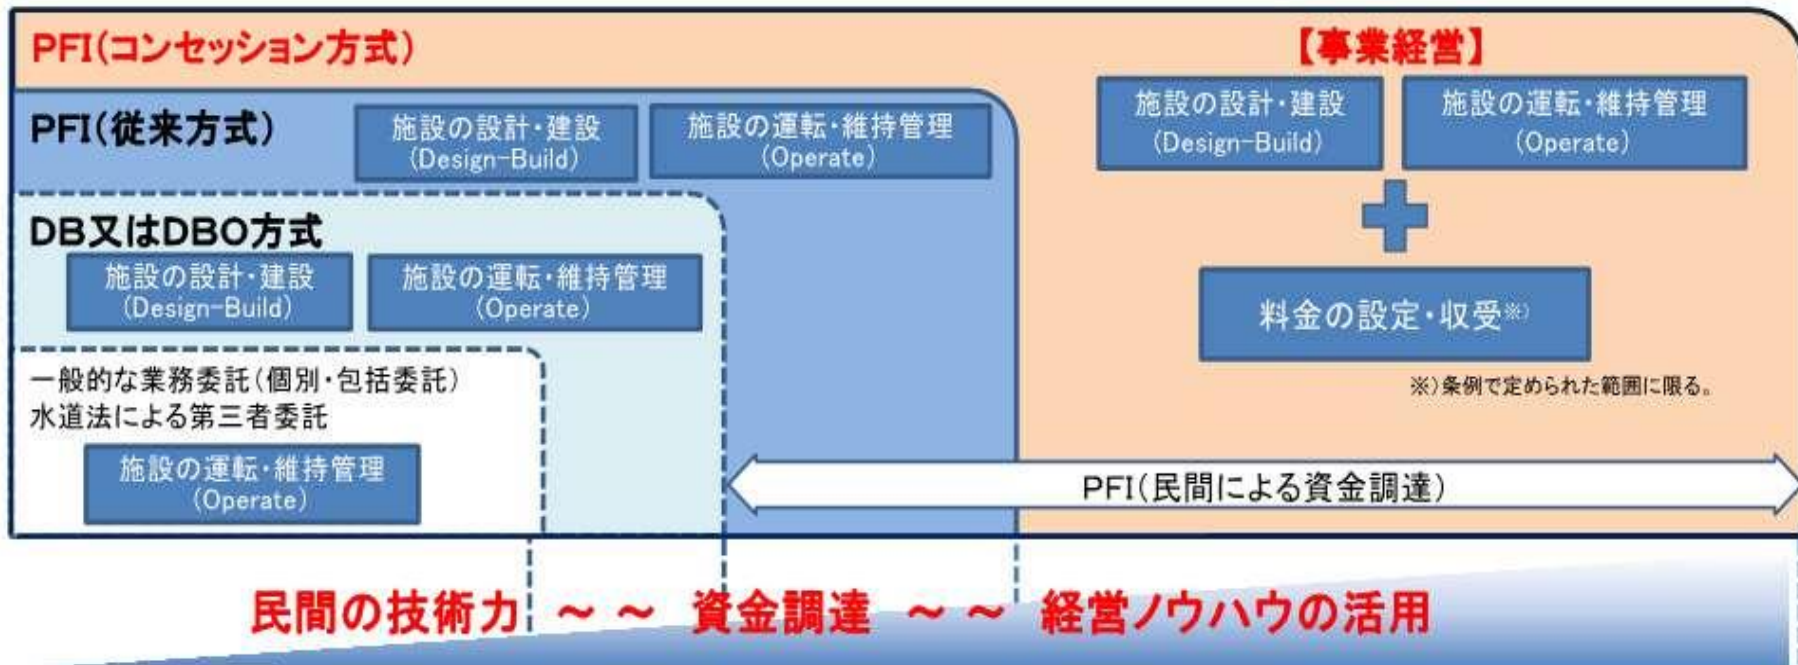 PFI(コンセッション方式)
【事業経営】
施設の設計・建設
(Design-Build)
施設の運転・維持管理
(Operate)
料金の設定・収受※)
※)条例で定められた範囲に限る。
PFI(従来方式)
施設の設計・建設
(Design-Build)
施設の運転・維持管理
(Operate)
DB又はDBO方式
施設の設計・建設
(Design-Build)
施設の運転・維持管理
(Operate)
一般的な業務委託(個別・包括委託)
水道法による第三者委託
施設の運転・維持管理
(Operate)
PFI(民間による資金調達)
民間の技術力 ~ ~ 資金調達 ~ ~ 経営ノウハウの活用